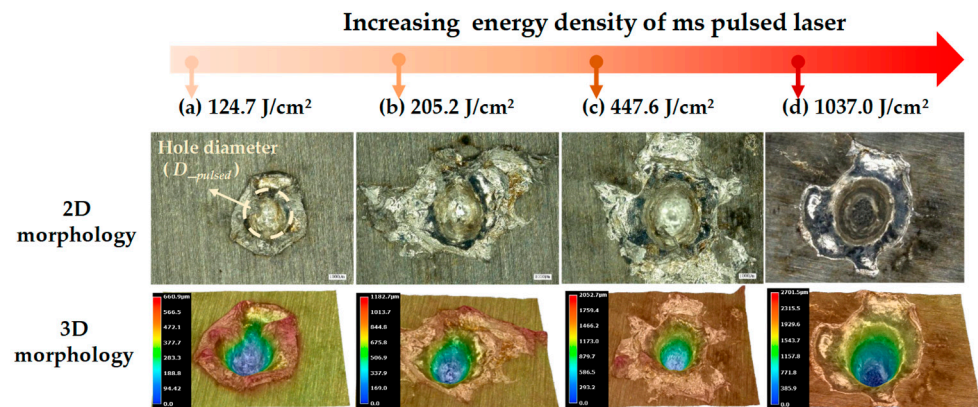 Increasing energy density of ms pulsed laser
(a) 124.7 J/cm²
(b) 205.2 J/cm²
(c) 447.6 J/cm²
(d) 1037.0 J/cm²
2D
morphology
Hole diameter
(D_pulsed)
3D
morphology
660.9μm
566.5
472.1
377.7
283.3
188.8
94.42
0.0
1182.7μm
1013.7
844.8
675.8
506.9
337.9
169.0
0.0
2052.7μm
1759.4
1466.2
1173.0
879.7
586.5
293.2
0.0
2701.5μm
2315.5
1929.6
1543.7
1157.8
771.8
385.9
0.0